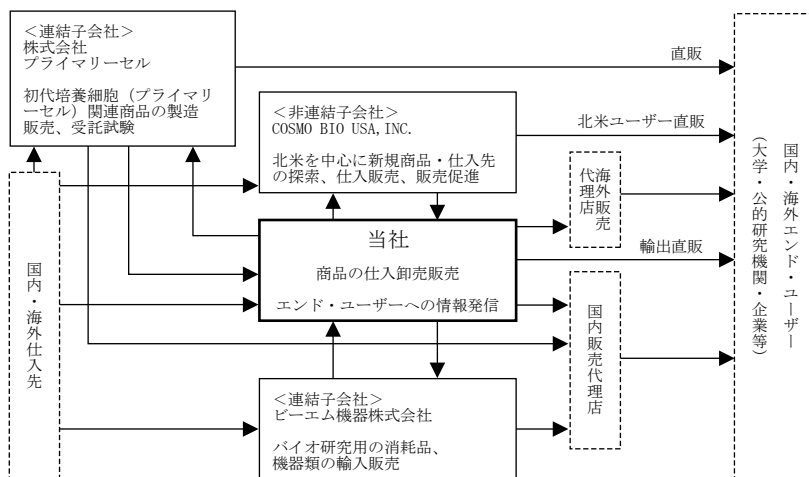 ＜連結子会社＞
株式会社
プライマリーセル
初代培養細胞（プライマリ
ーセル）関連商品の製造
販売、受託試験
直販
＜非連結子会社＞
COSMO BIO USA,INC.
北米を中心に新規商品・仕入先
の探索、仕入販売、販売促進
北米ユーザー直販
海外販売
代理店
当社
商品の仕入卸売販売
エンド・ユーザーへの情報発信
輸出直販
国内・海外仕入先
国内販売代理店
＜連結子会社＞
ビーエム機器株式会社
バイオ研究用の消耗品、
機器類の輸入販売
国内・海外エンド・ユーザー
（大学・公的研究機関・企業等）